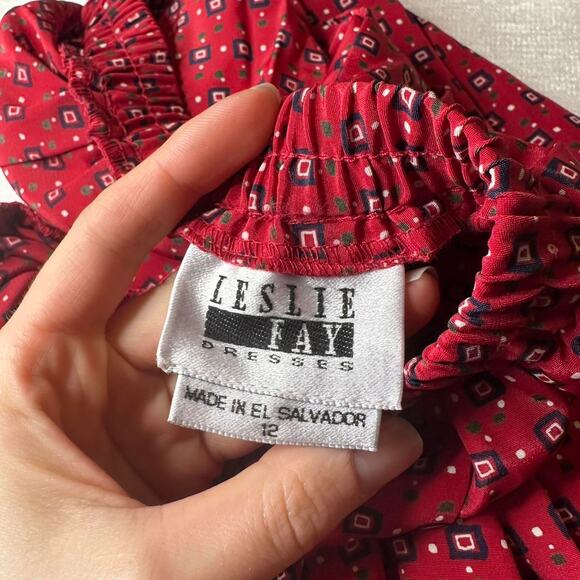 LESLIE
FAY
DRESSES
MADE IN EL SALVADOR
12